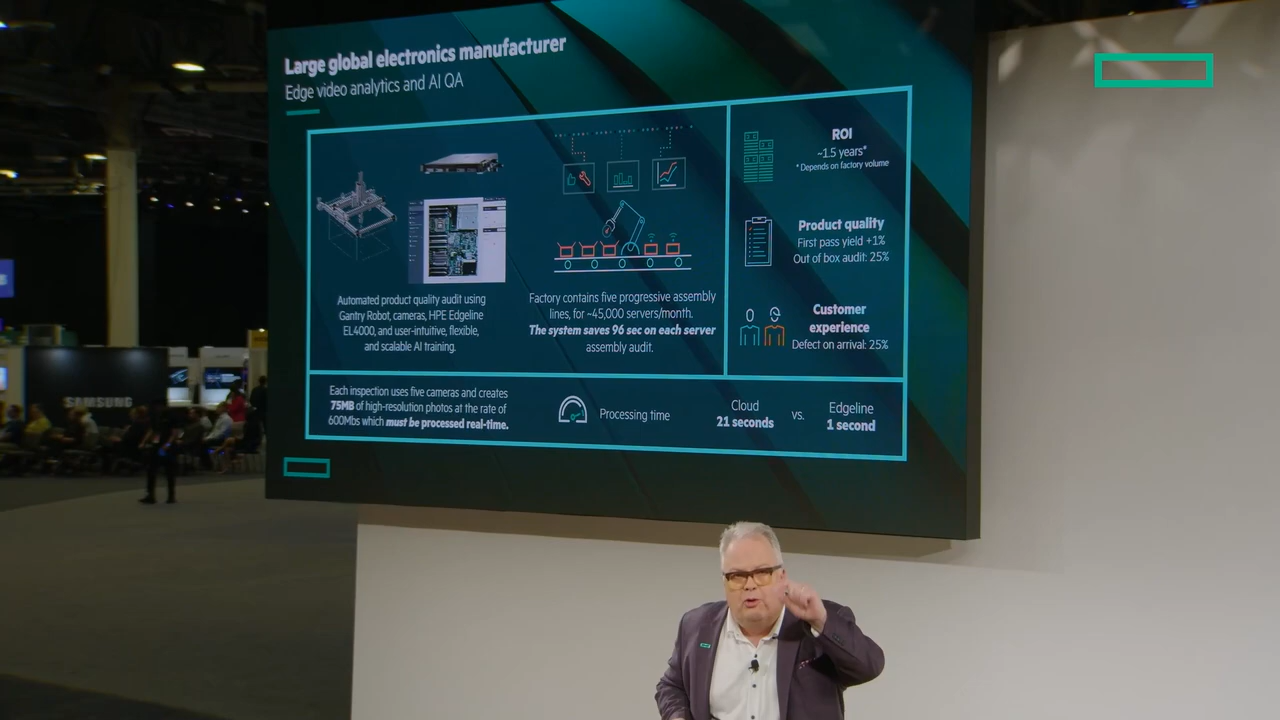 Large global electronics manufacturer
Edge video analytics and AI QA
Automated product quality audit using
Gantry Robot, cameras, HPE Edgeline
EL4000, and user-intuitive, flexible,
and scalable AI training.
Factory contains five progressive assembly
lines, for ~45,000 servers/month.
The system saves 96 sec on each server
assembly audit.
ROI
~1.5 years*
* Depends on factory volume
Product quality
First pass yield +1%
Out of box audit: 25%
Customer
experience
Defect on arrival: 25%
Each inspection uses five cameras and creates
75MB of high-resolution photos at the rate of
600Mbs which must be processed real-time.
Processing time
Cloud
21 seconds
vs.
Edgeline
1 second
SAMSUNG